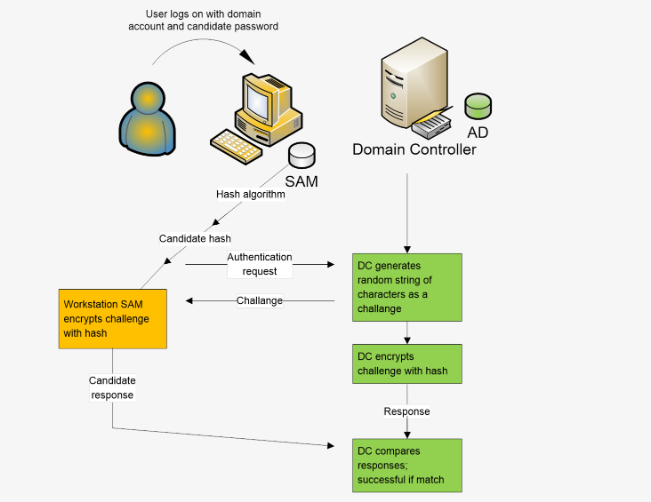 User logs on with domain
account and candidate password
AD
Domain Controller
SAM
Hash algorithm
Candidate hash
Authentication
request
DC generates
random string of
characters as a
challange
Challange
Workstation SAM
encrypts challenge
with hash
DC encrypts
challenge with hash
Candidate
response
Response
DC compares
responses;
successful if match